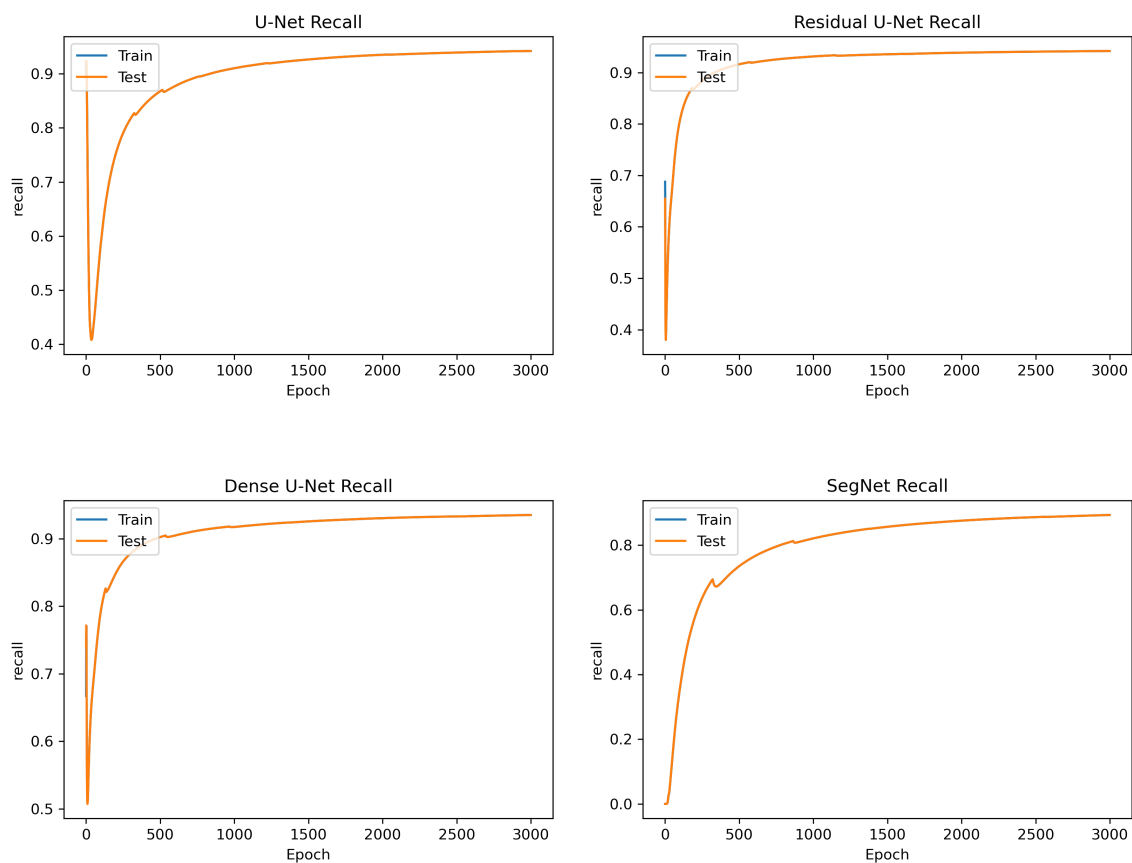 U-Net Recall
Train
Test
0.9
0.8
0.7
0.6
0.5
0.4
recall
0 500 1000 1500 2000 2500 3000
Epoch
Residual U-Net Recall
Train
Test
0.9
0.8
0.7
0.6
0.5
0.4
recall
0 500 1000 1500 2000 2500 3000
Epoch
Dense U-Net Recall
Train
Test
0.9
0.8
0.7
0.6
0.5
recall
0 500 1000 1500 2000 2500 3000
Epoch
SegNet Recall
Train
Test
0.8
0.6
0.4
0.2
0.0
recall
0 500 1000 1500 2000 2500 3000
Epoch